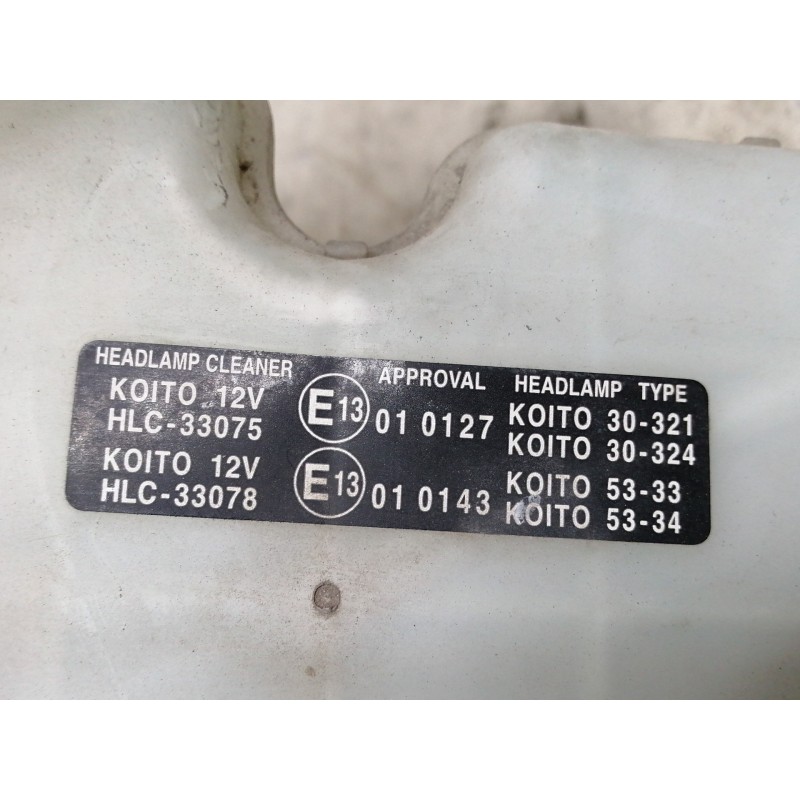 HEADLAMP CLEANER APPROVAL HEADLAMP TYPE
KOITO 12V E13 KOITO 30-321
HLC-33075 01 0127 KOITO 30-324
KOITO 12V E13 KOITO 53-33
HLC-33078 01 0143 KOITO 53-34